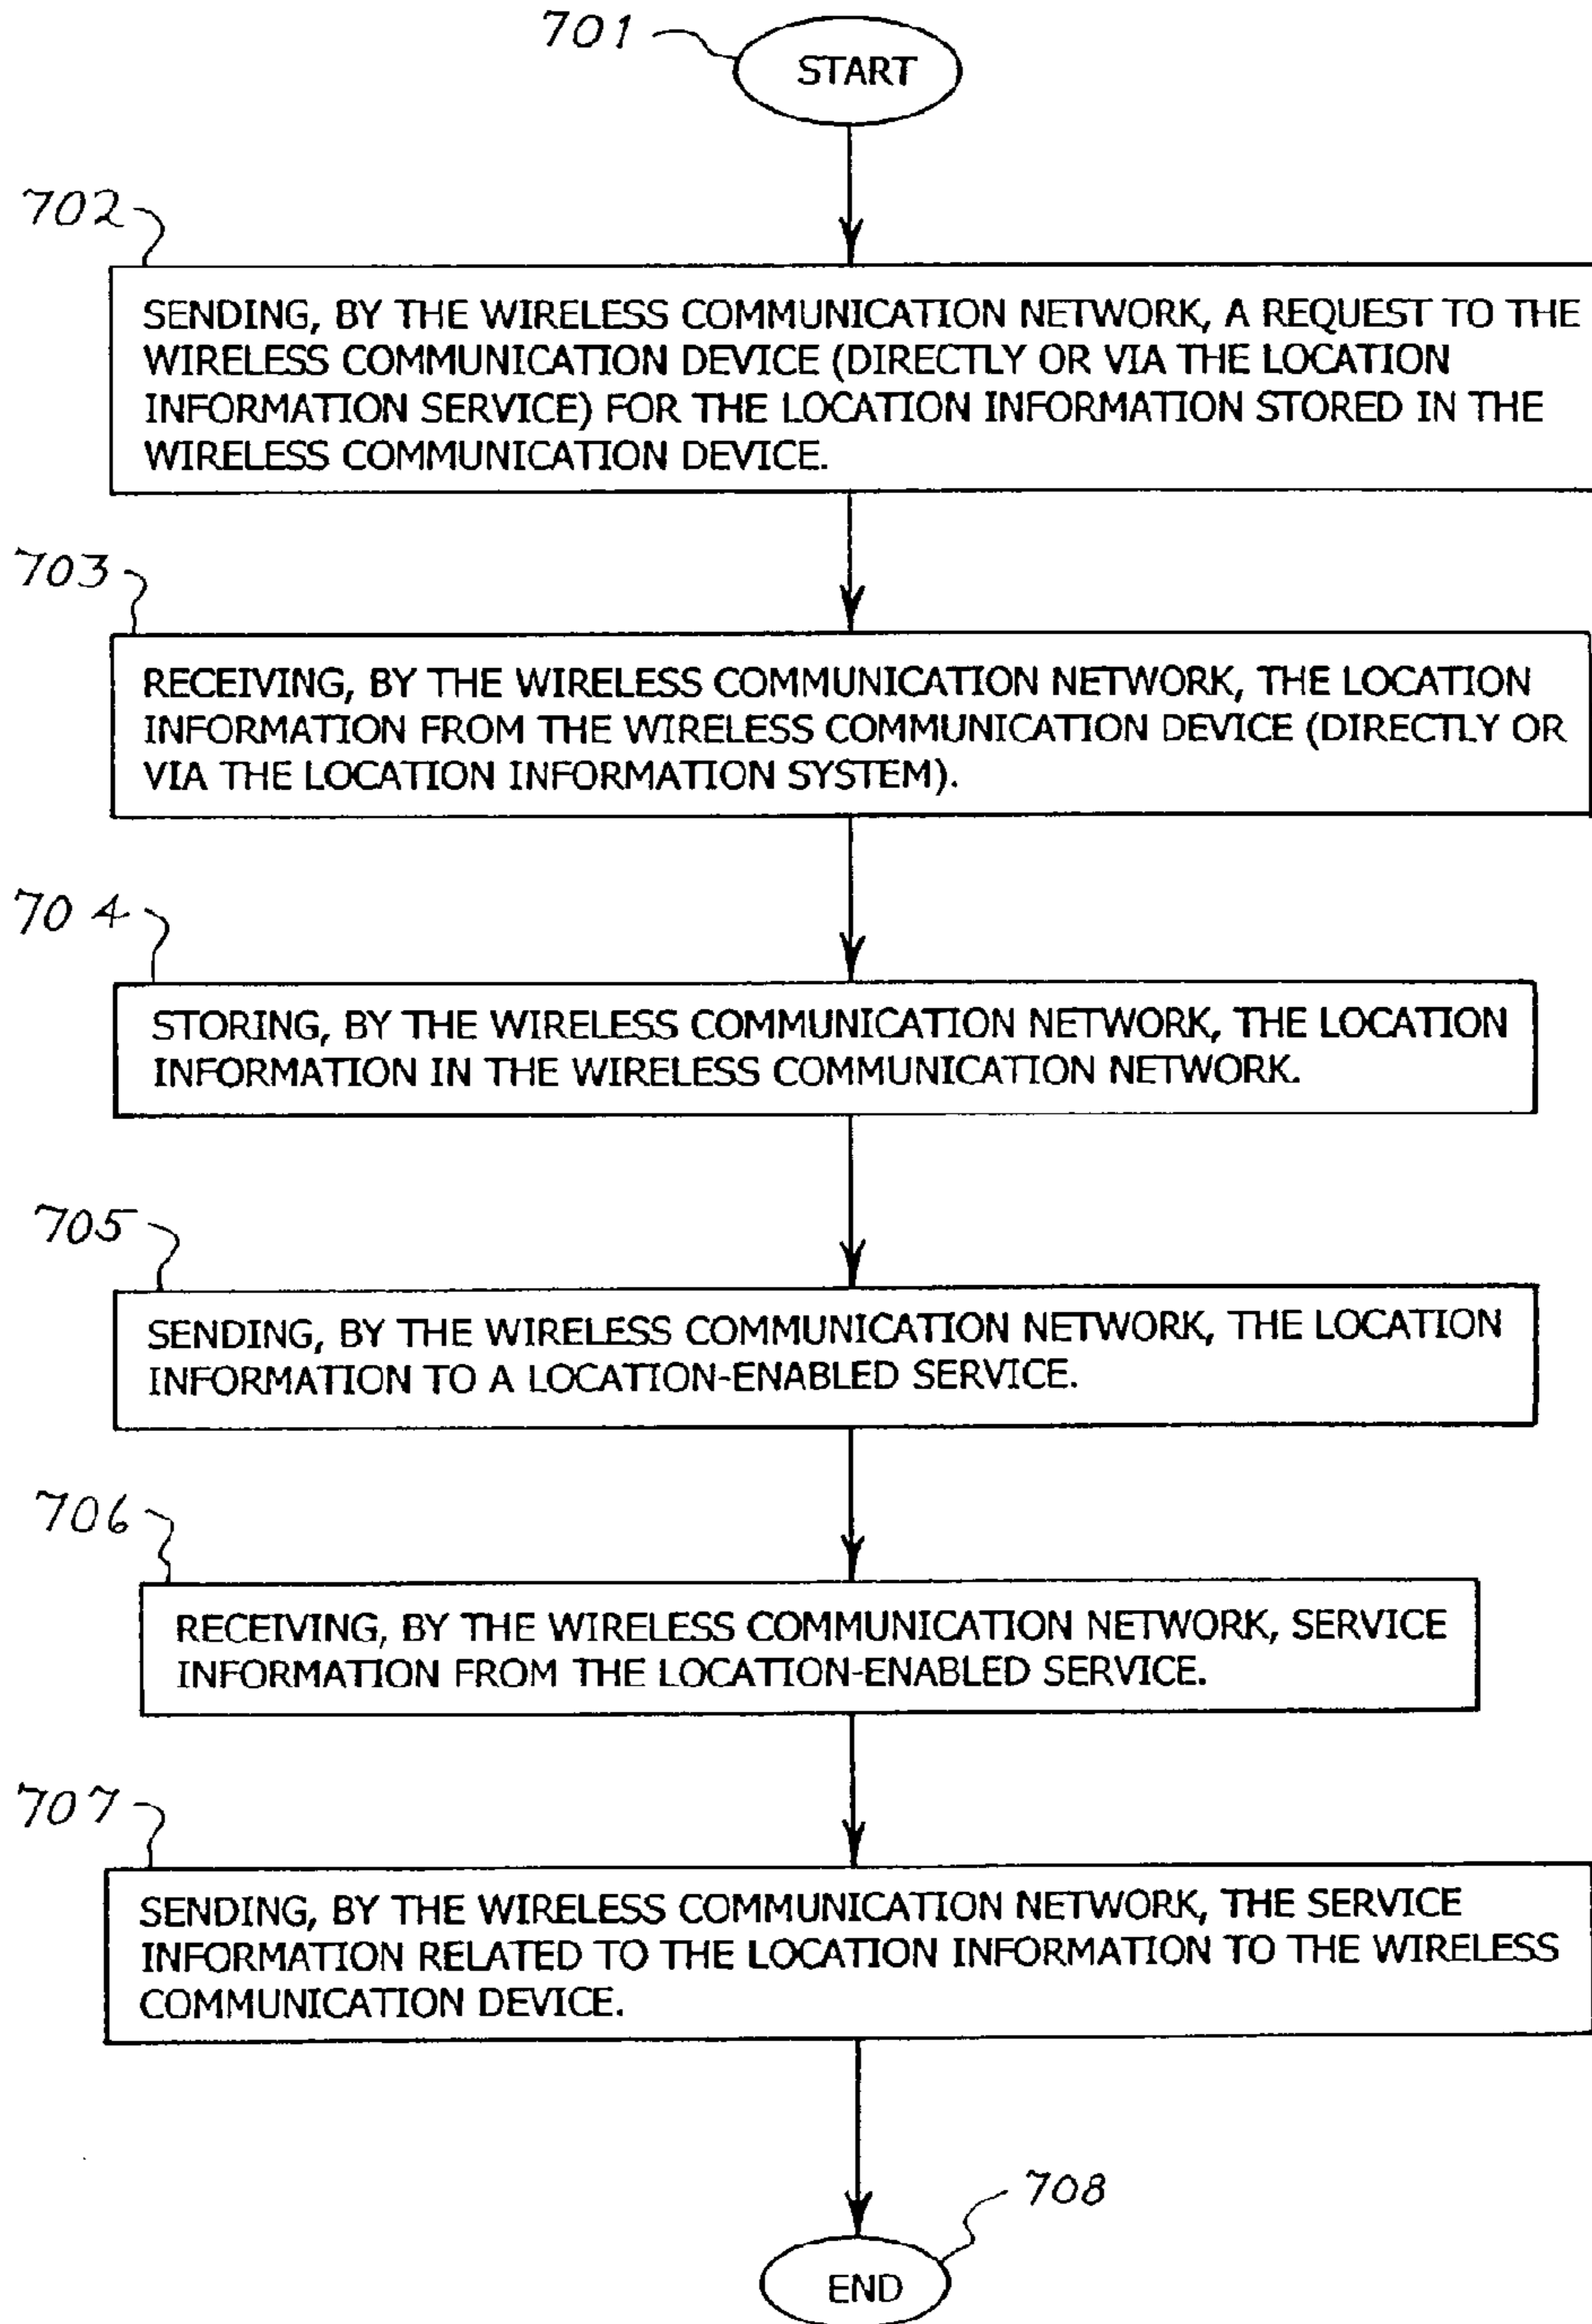 701
START
702
SENDING, BY THE WIRELESS COMMUNICATION NETWORK, A REQUEST TO THE
WIRELESS COMMUNICATION DEVICE (DIRECTLY OR VIA THE LOCATION
INFORMATION SERVICE) FOR THE LOCATION INFORMATION STORED IN THE
WIRELESS COMMUNICATION DEVICE.
703
RECEIVING, BY THE WIRELESS COMMUNICATION NETWORK, THE LOCATION
INFORMATION FROM THE WIRELESS COMMUNICATION DEVICE (DIRECTLY OR
VIA THE LOCATION INFORMATION SYSTEM).
704
STORING, BY THE WIRELESS COMMUNICATION NETWORK, THE LOCATION
INFORMATION IN THE WIRELESS COMMUNICATION NETWORK.
705
SENDING, BY THE WIRELESS COMMUNICATION NETWORK, THE LOCATION
INFORMATION TO A LOCATION-ENABLED SERVICE.
706
RECEIVING, BY THE WIRELESS COMMUNICATION NETWORK, SERVICE
INFORMATION FROM THE LOCATION-ENABLED SERVICE.
707
SENDING, BY THE WIRELESS COMMUNICATION NETWORK, THE SERVICE
INFORMATION RELATED TO THE LOCATION INFORMATION TO THE WIRELESS
COMMUNICATION DEVICE.
708
END